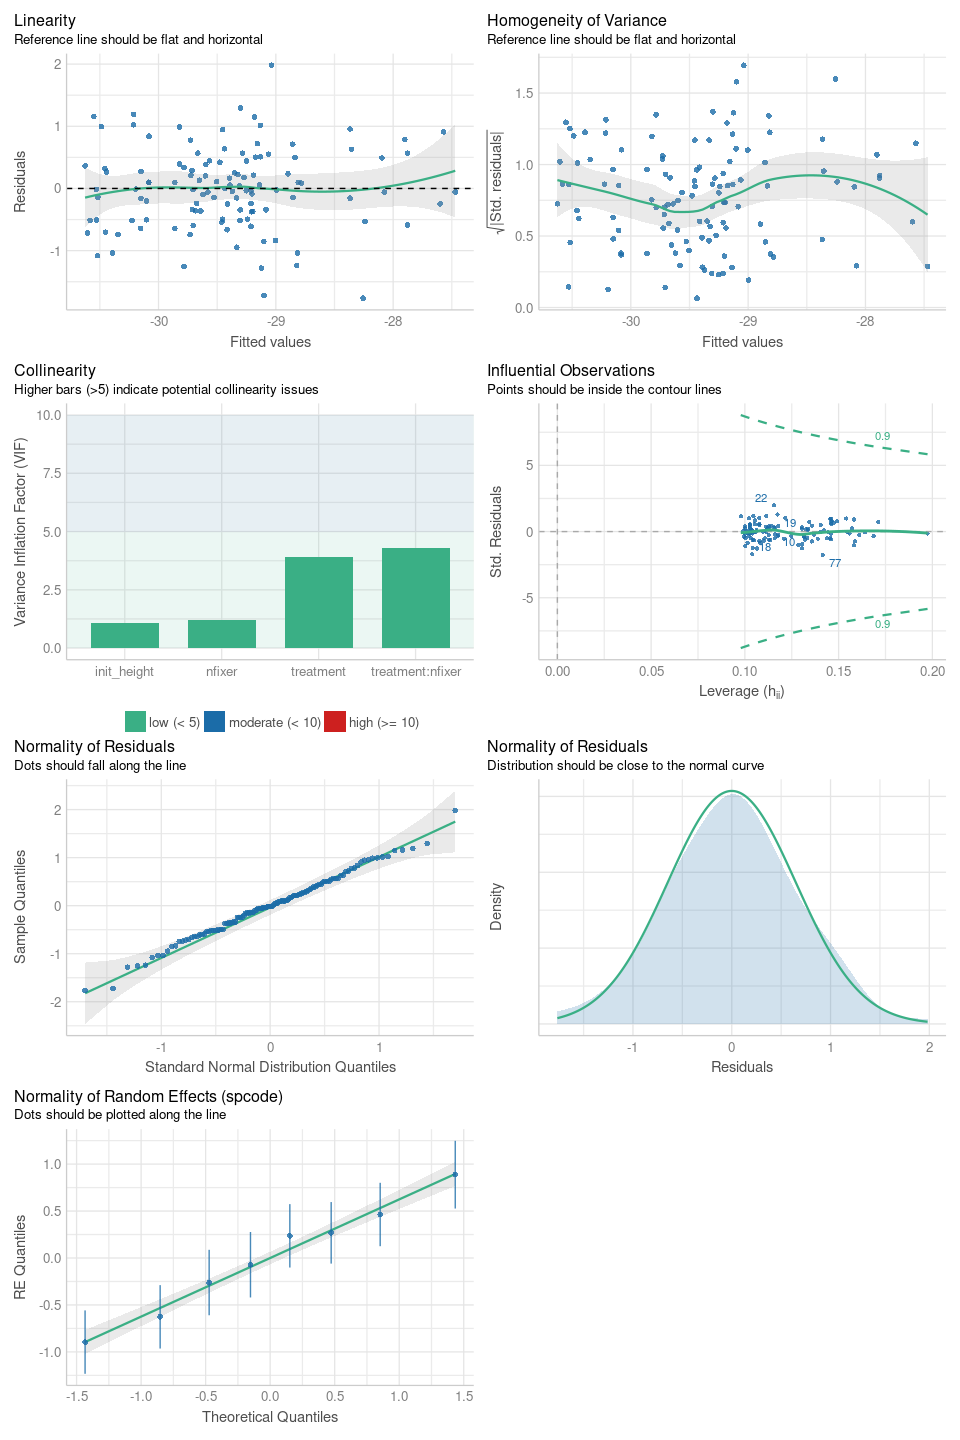 Linearity
Reference line should be flat and horizontal
2
1
0
-1
Residuals
-30
-29
-28
Fitted values
Homogeneity of Variance
Reference line should be flat and horizontal
1.5
1.0
0.5
0.0
√|Std. residuals|
-30
-29
-28
Fitted values
Collinearity
Higher bars (>5) indicate potential collinearity issues
10.0
7.5
5.0
2.5
0.0
Variance Inflation Factor (VIF)
init_height
nfixer
treatment
treatment:nfixer
low (< 5)
moderate (< 10)
high (>= 10)
Influential Observations
Points should be inside the contour lines
0.9
5
22
19
0
10
18
77
-5
0.9
Std. Residuals
0.00
0.05
0.10
0.15
0.20
Leverage (hii)
Normality of Residuals
Dots should fall along the line
2
1
0
-1
-2
Sample Quantiles
-1
0
1
Standard Normal Distribution Quantiles
Normality of Residuals
Distribution should be close to the normal curve
Density
-1
0
1
2
Residuals
Normality of Random Effects (spcode)
Dots should be plotted along the line
1.0
0.5
0.0
-0.5
-1.0
RE Quantiles
-1.5
-1.0
-0.5
0.0
0.5
1.0
1.5
Theoretical Quantiles